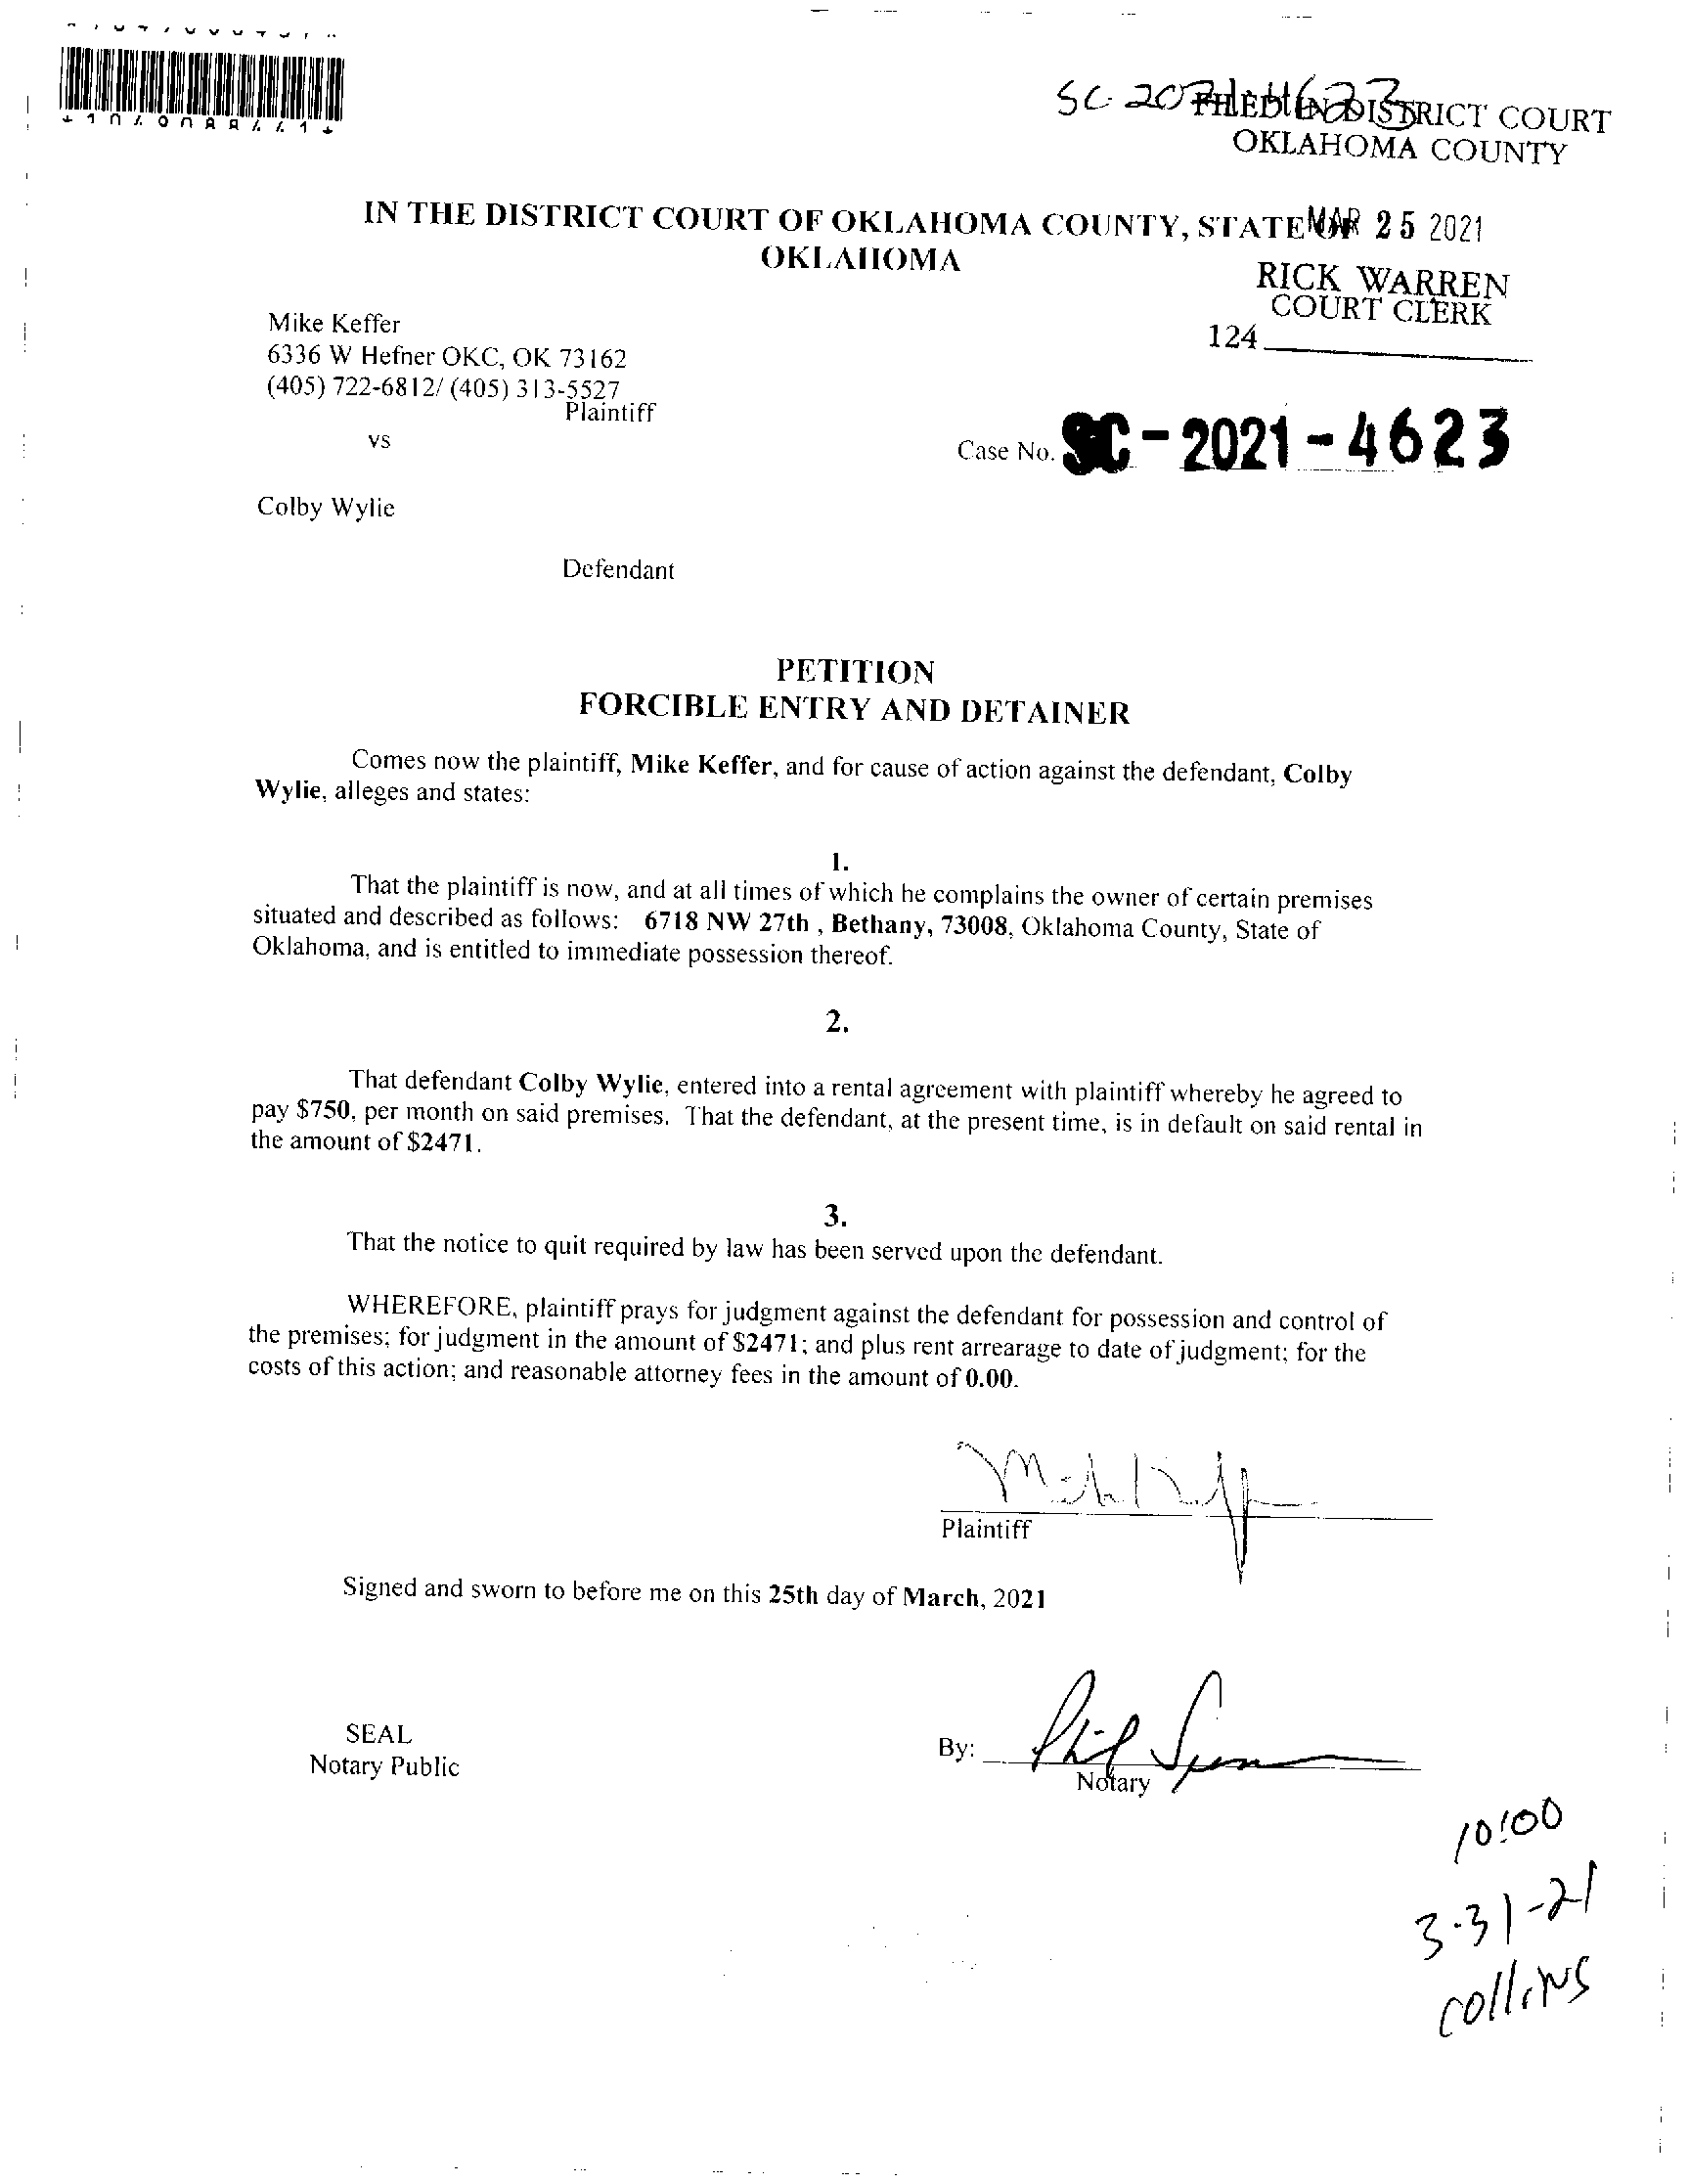 SC-2021-4623
FILED IN DISTRICT COURT
OKLAHOMA COUNTY
IN THE DISTRICT COURT OF OKLAHOMA COUNTY, STATE OF
MAR 25 2021
OKLAHOMA
RICK WARREN
COURT CLERK
124
Mike Keffer
6336 W Hefner OKC, OK 73162
(405) 722-6812/ (405) 313-5527
Plaintiff
vs
Case No. SC-2021-4623
Colby Wylie
Defendant
PETITION
FORCIBLE ENTRY AND DETAINER
Comes now the plaintiff, Mike Keffer, and for cause of action against the defendant, Colby
Wylie, alleges and states:
1.
That the plaintiff is now, and at all times of which he complains the owner of certain premises
situated and described as follows: 6718 NW 27th , Bethany, 73008, Oklahoma County, State of
Oklahoma, and is entitled to immediate possession thereof.
2.
That defendant Colby Wylie, entered into a rental agreement with plaintiff whereby he agreed to
pay $750, per month on said premises. That the defendant, at the present time, is in default on said rental in
the amount of $2471.
3.
That the notice to quit required by law has been served upon the defendant.
WHEREFORE, plaintiff prays for judgment against the defendant for possession and control of
the premises; for judgment in the amount of $2471; and plus rent arrearage to date of judgment; for the
costs of this action; and reasonable attorney fees in the amount of 0.00.
Plaintiff
Signed and sworn to before me on this 25th day of March, 2021
SEAL
Notary Public
By:
Notary
10:00
3-31-21
Collins